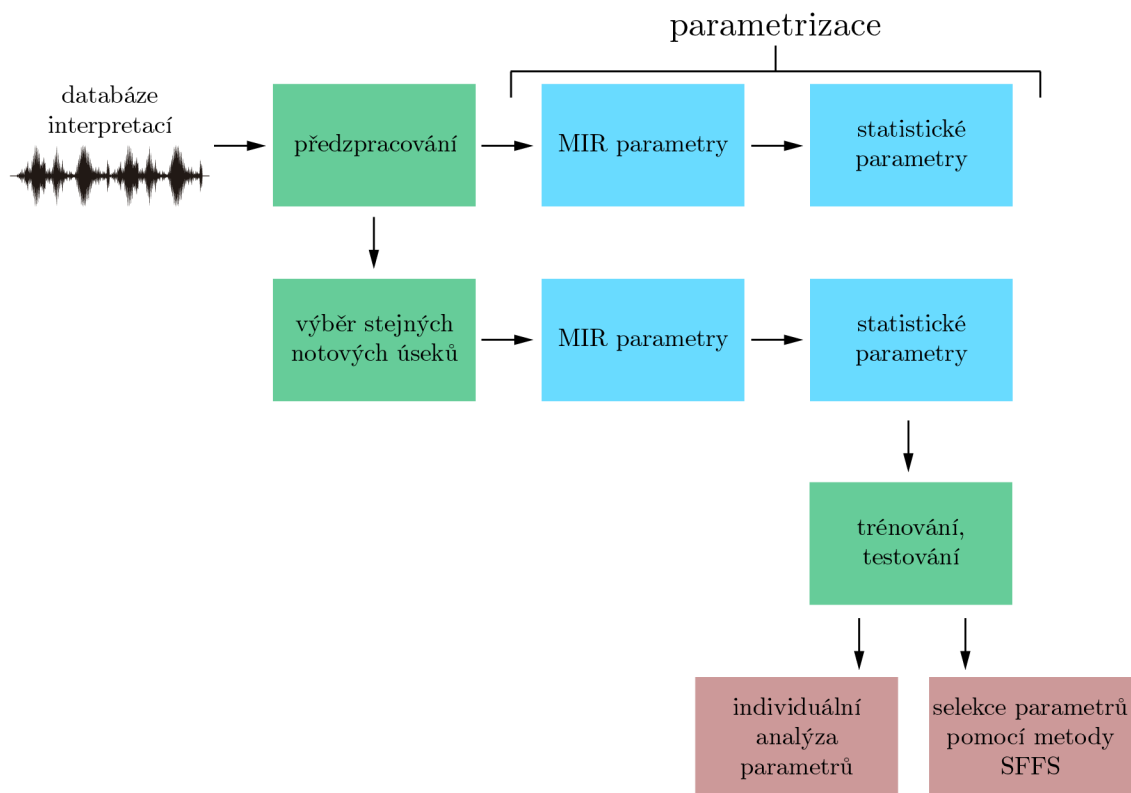 parametrizace
databáze
interpretací
předzpracování
MIR parametry
statistické
parametry
výběr stejných
notových úseků
MIR parametry
statistické
parametry
trénování,
testování
individuální
analýza
parametrů
selekce parametrů
pomocí metody
SFFS